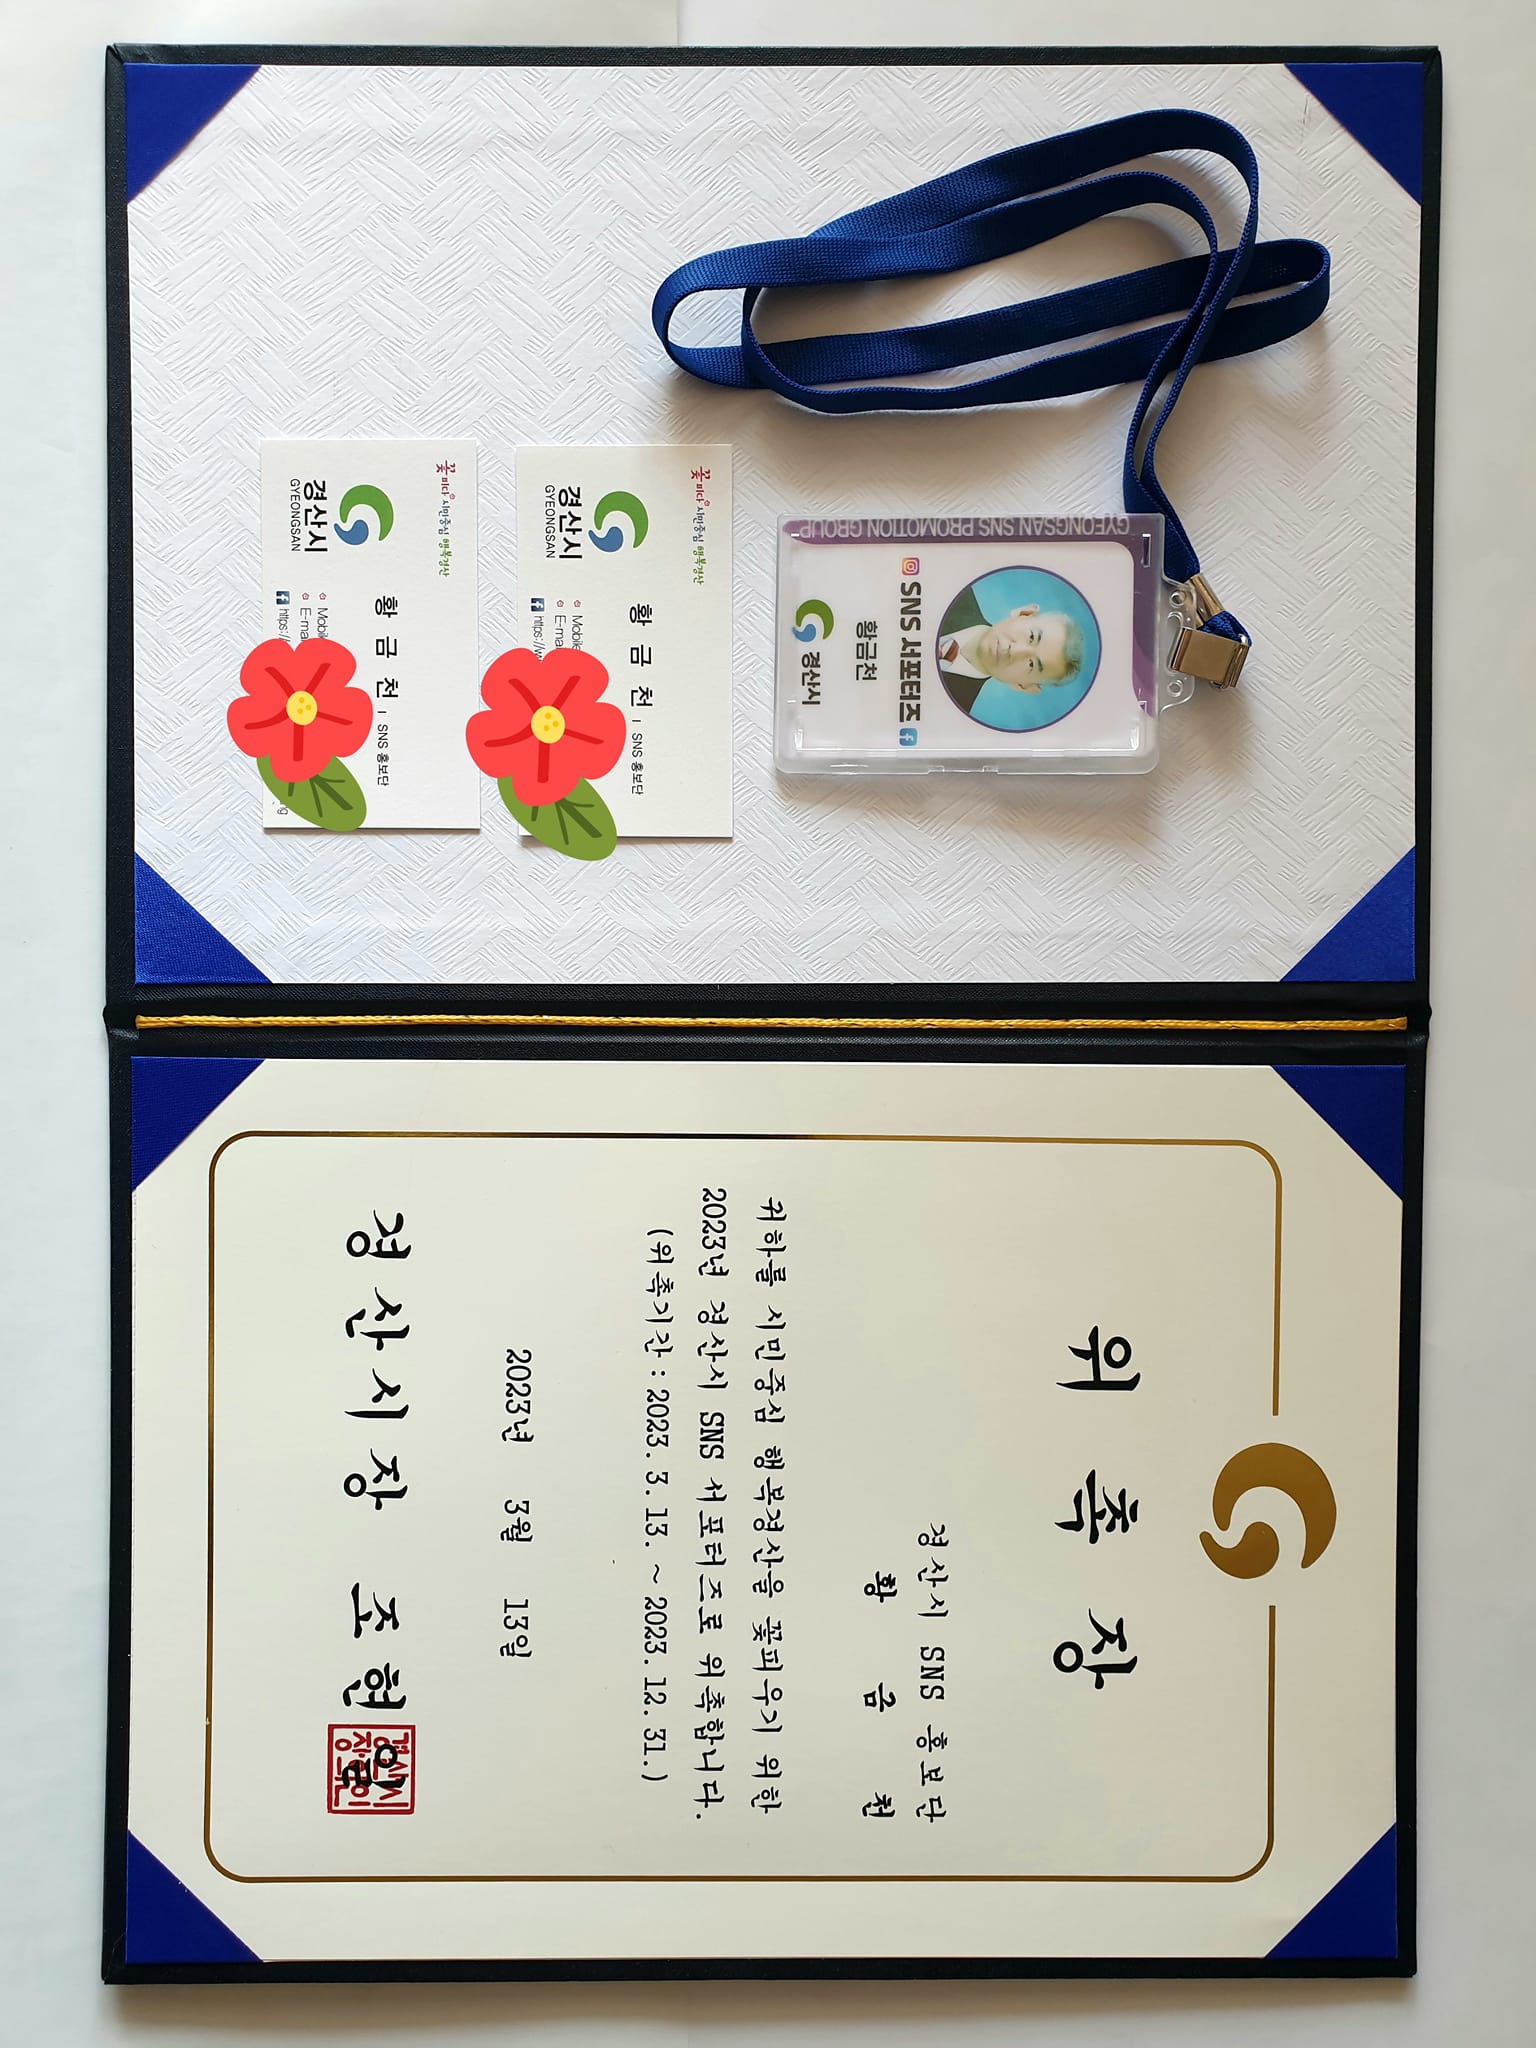 꽃피다 시민중심 행복경산
경산시
GYEONGSAN
황 금 천 | SNS 홍보단
Mobile
E-mai
https://w
꽃피다 시민중심 행복경산
경산시
GYEONGSAN
황 금 천 | SNS 홍보단
Mobile
E-mai
https://
ng
GYEONGSAN SNS PROMOTION GROUP
SNS 서포터즈
황금천
경산시
위 촉 장
경산시 SNS 홍보단
황 금 천
귀하를 시민중심 행복경산을 꽃피우기 위한
2023년 경산시 SNS 서포터즈로 위촉합니다.
(위촉기간 : 2023. 3. 13. ~ 2023. 12. 31.)
2023년 3월 13일
경산시장 조현일
경산시장의인